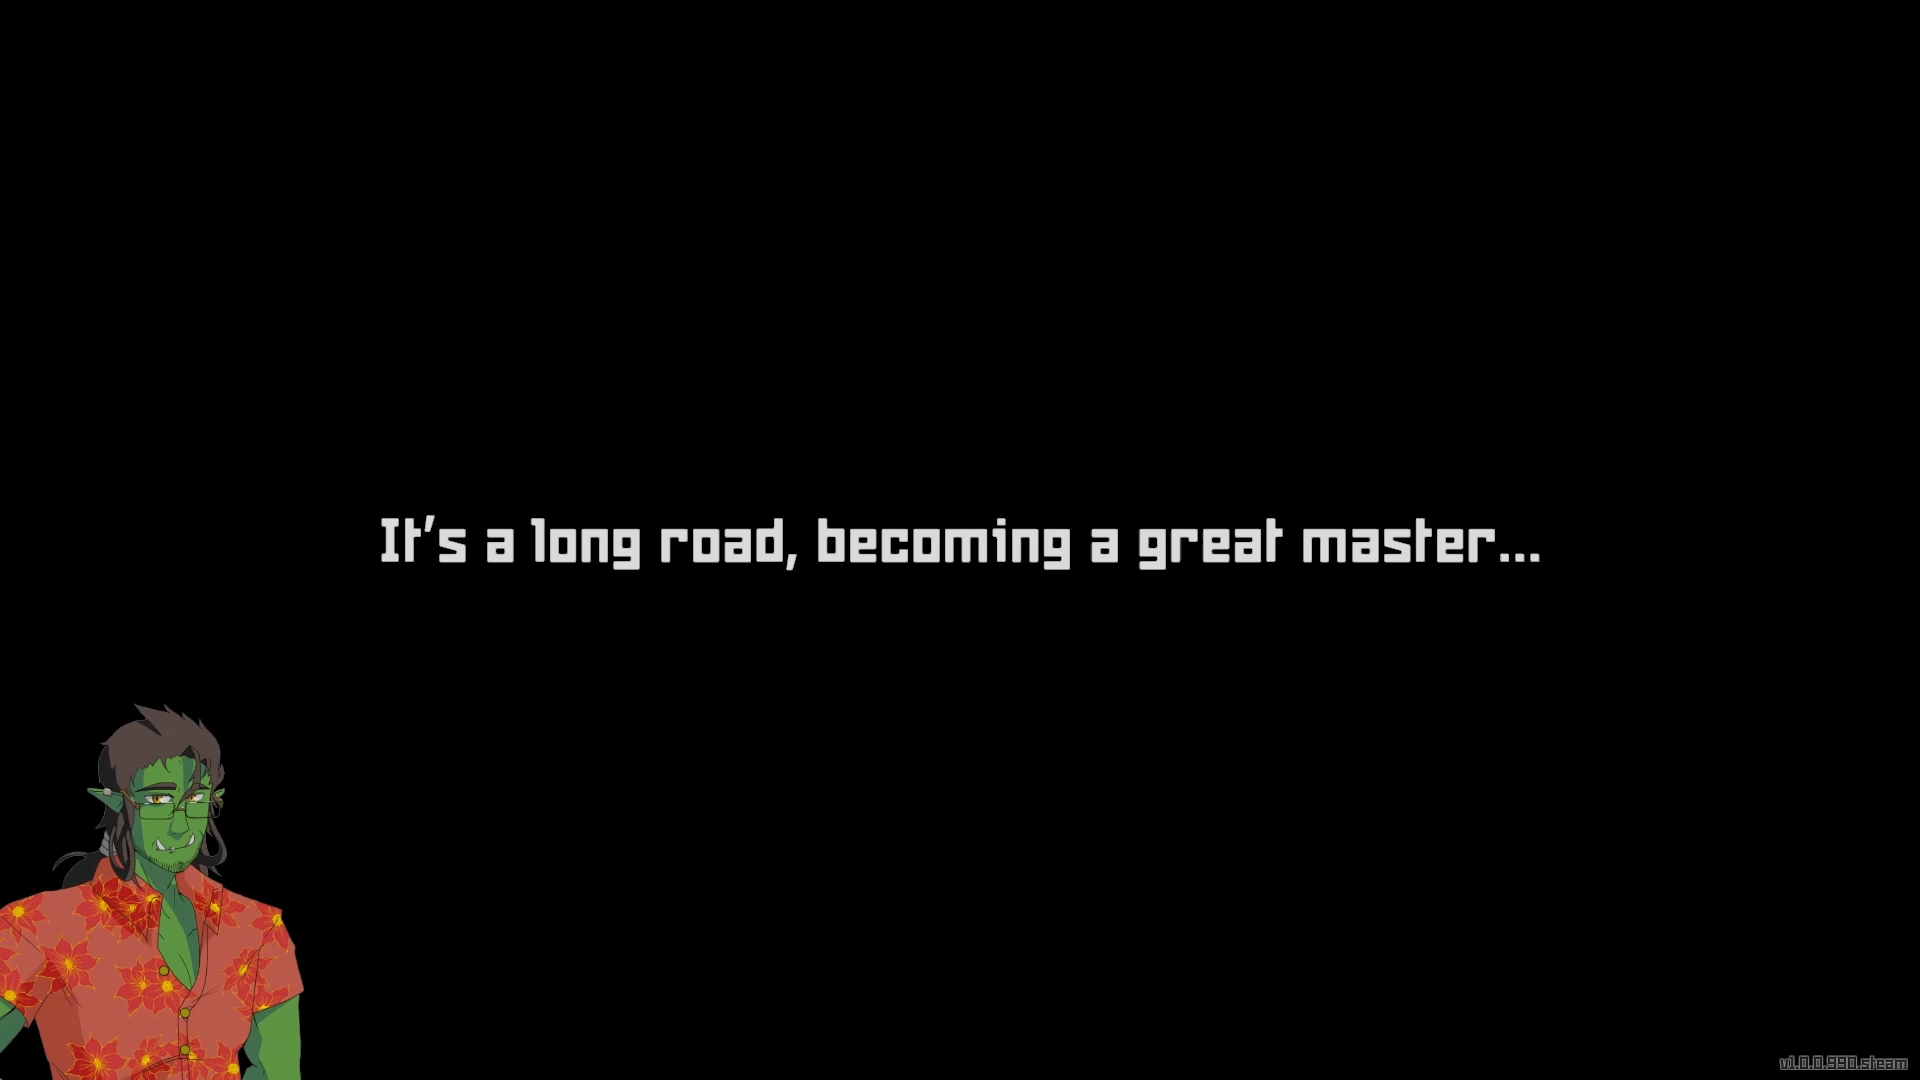 It's a long road, becoming a great master...
v1.0.0.990.steam